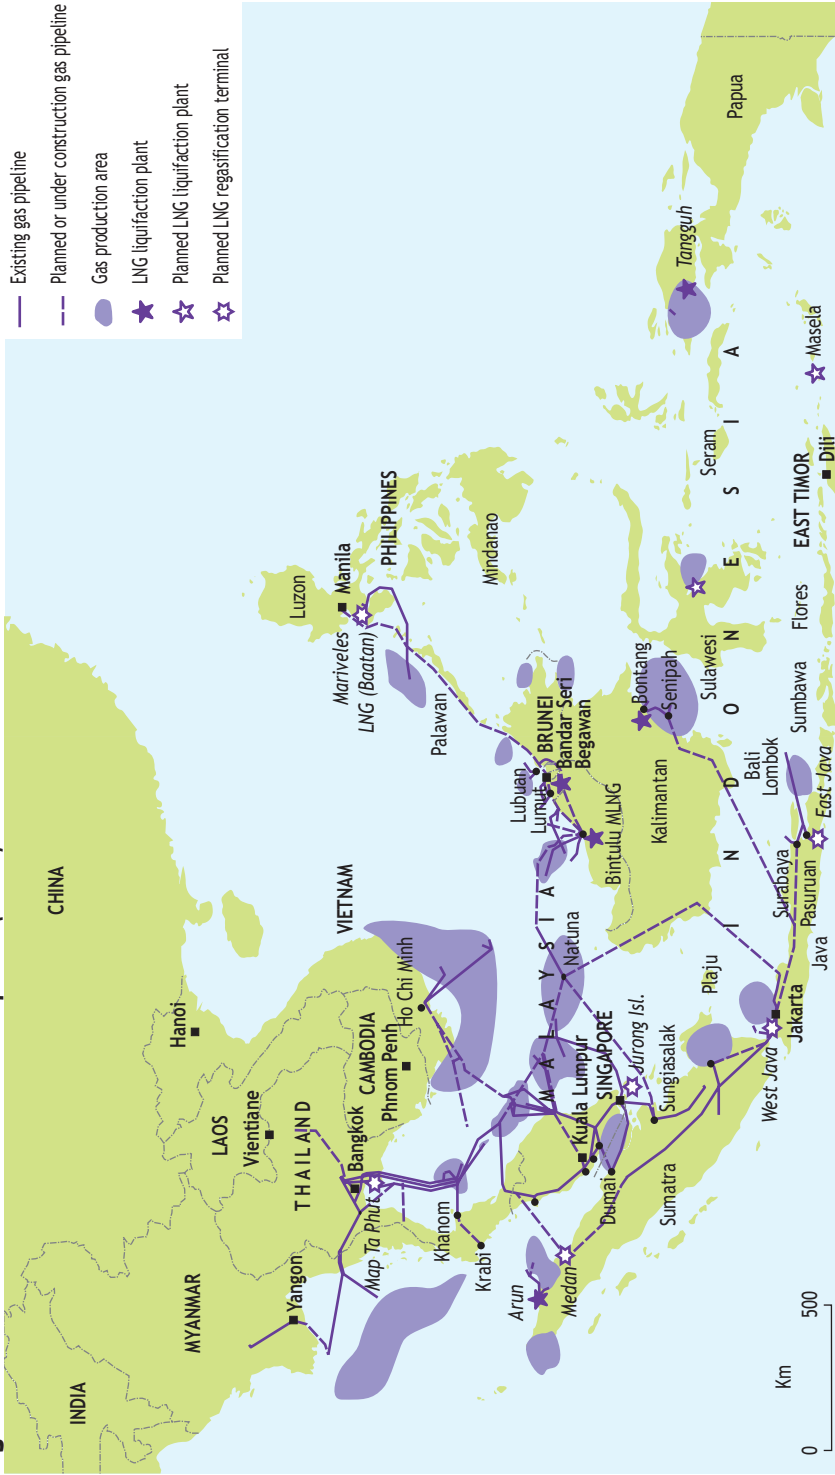 Existing gas pipeline
Planned or under construction gas pipeline
Gas production area
LNG liquifaction plant
Planned LNG liquifaction plant
Planned LNG regasification terminal
INDIA
CHINA
MYANMAR
Hanoi
LAOS
Vientiane
Yangon
THAILAND
Bangkok
Map Ta Phut
VIETNAM
CAMBODIA
Phnom Penh
Ho Chi Minh
Luzon
Manila
Mariveles
LNG (Baatan)
PHILIPPINES
Palawan
Mindanao
Khanom
Krabi
Arun
Medan
MALAYSIA
Natuna
Kuala Lumpur
SINGAPORE
Jurong Isl.
Dumai
Sungiasalak
Sumatra
Lubuan
Lumut
BRUNEI
Bandar Seri
Begawan
Bintulu MLNG
Kalimantan
Bontang
Senipah
Sulawesi
Seram
Tangguh
Papua
INDONESIA
Plaju
West Java
Jakarta
Java
Surabaya
Pasuruan
East Java
Bali
Lombok
Sumbawa
Flores
EAST TIMOR
Dili
Masela
Km
0
500